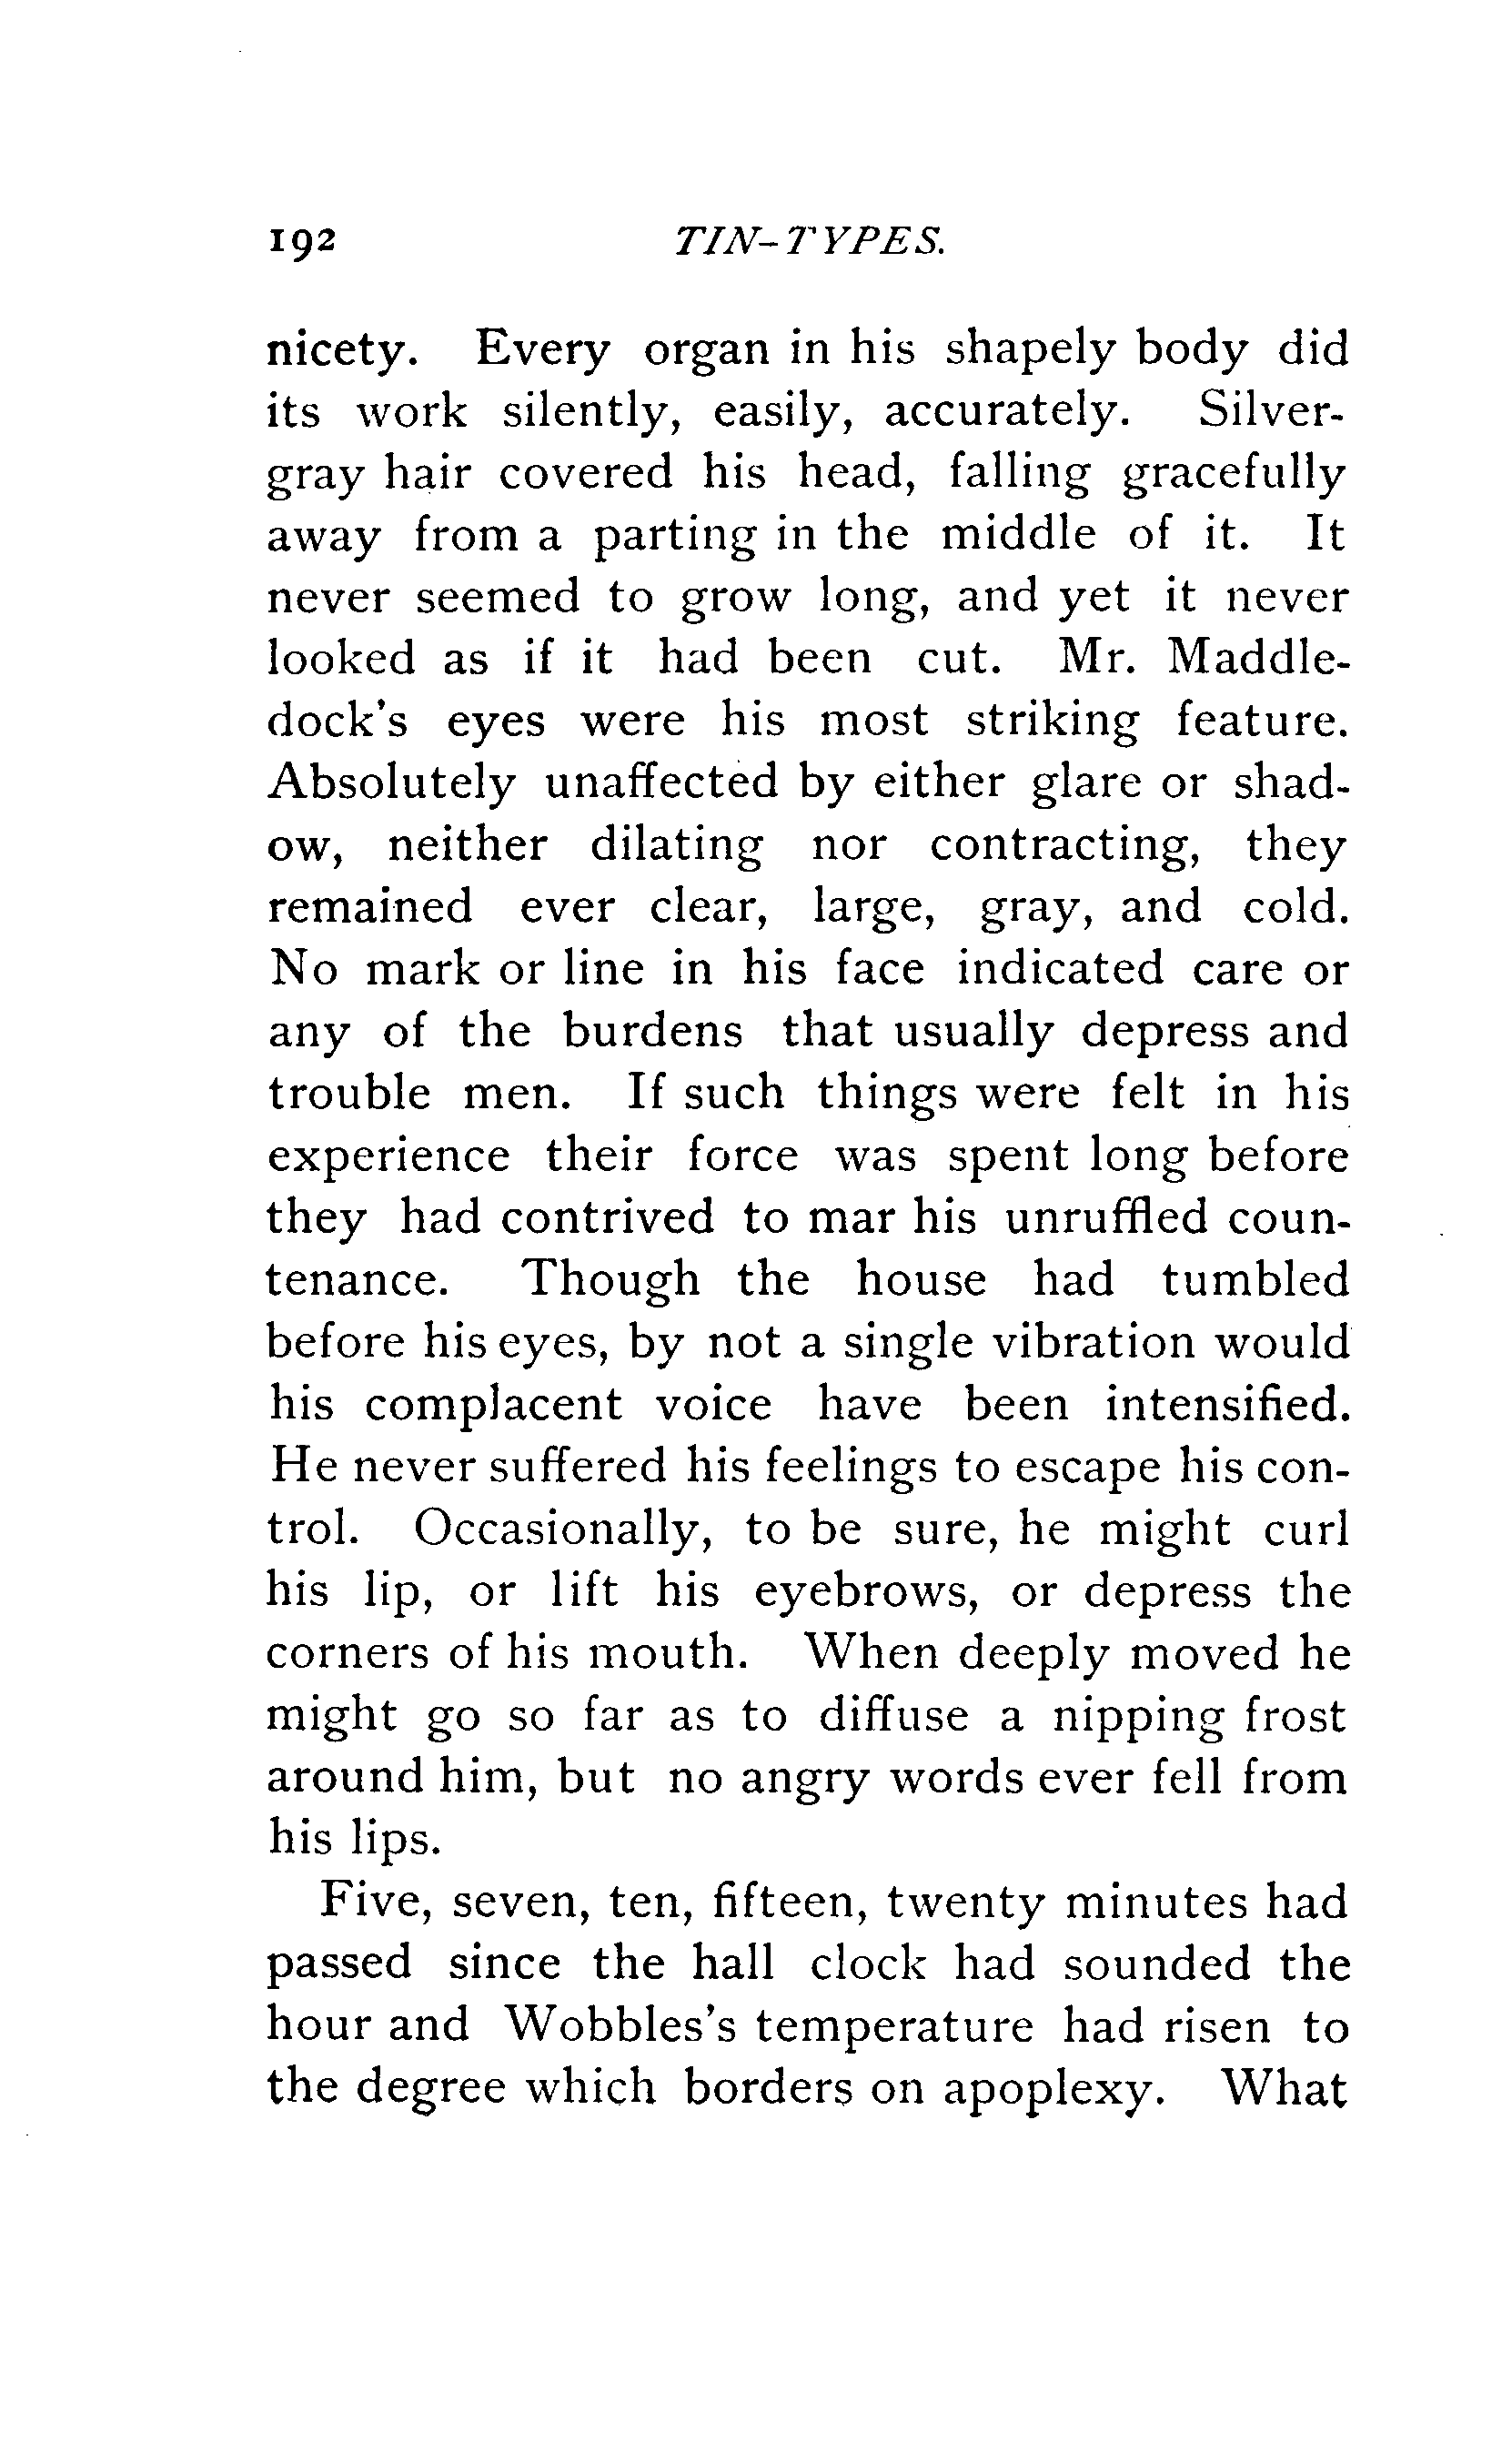 192 TIN-TYPES.
nicety. Every organ in his shapely body did
its work silently, easily, accurately. Silver-
gray hair covered his head, falling gracefully
away from a parting in the middle of it. It
never seemed to grow long, and yet it never
looked as if it had been cut. Mr. Maddle-
dock's eyes were his most striking feature.
Absolutely unaffected by either glare or shad-
ow, neither dilating nor contracting, they
remained ever clear, large, gray, and cold.
No mark or line in his face indicated care or
any of the burdens that usually depress and
trouble men. If such things were felt in his
experience their force was spent long before
they had contrived to mar his unruffled coun-
tenance. Though the house had tumbled
before his eyes, by not a single vibration would
his complacent voice have been intensified.
He never suffered his feelings to escape his con-
trol. Occasionally, to be sure, he might curl
his lip, or lift his eyebrows, or depress the
corners of his mouth. When deeply moved he
might go so far as to diffuse a nipping frost
around him, but no angry words ever fell from
his lips.
Five, seven, ten, fifteen, twenty minutes had
passed since the hall clock had sounded the
hour and Wobbles's temperature had risen to
the degree which borders on apoplexy. What